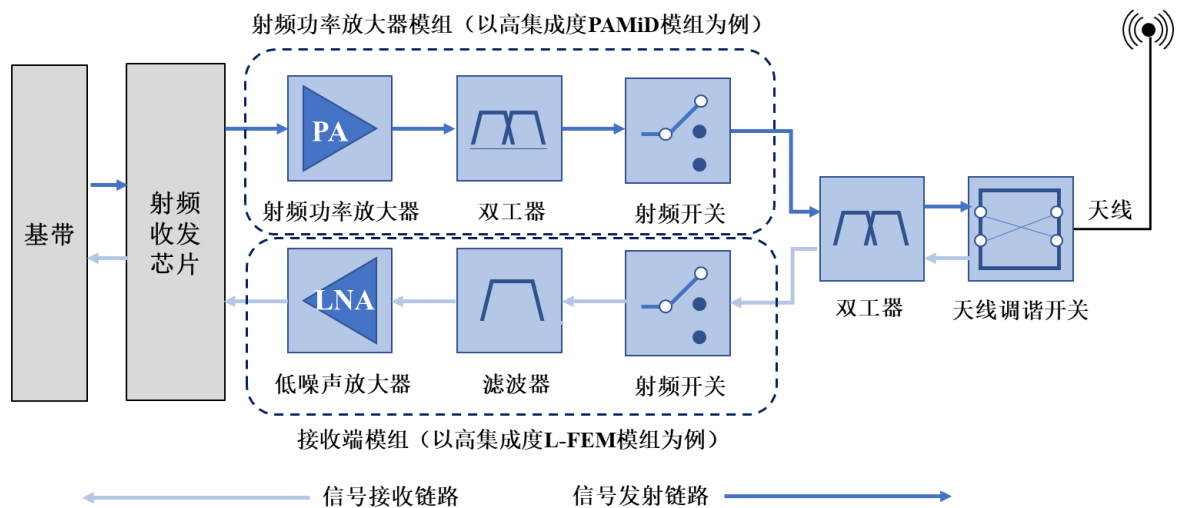 射频功率放大器模组（以高集成度PAMiD模组为例）
PA
射频功率放大器
双工器
射频开关
基带
射频
收发
芯片
天线
双工器
天线调谐开关
LNA
低噪声放大器
滤波器
射频开关
接收端模组（以高集成度L-FEM模组为例）
信号接收链路
信号发射链路